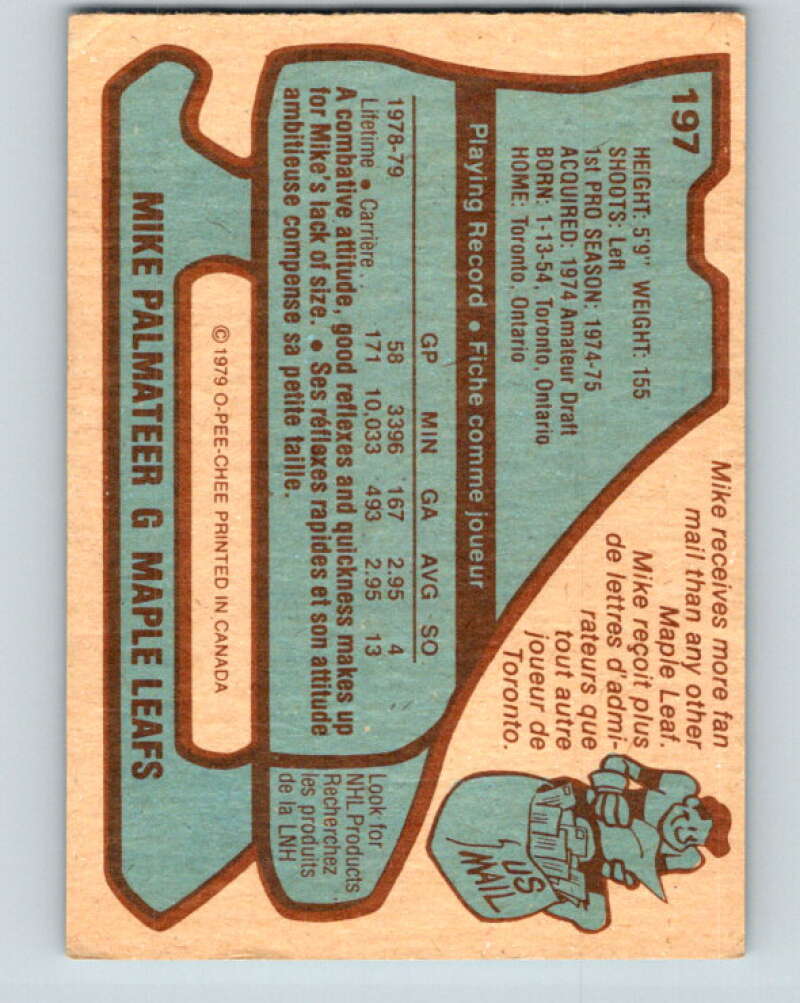 197
HEIGHT: 5'9" WEIGHT: 155
SHOOTS: Left
1st PRO SEASON: 1974-75
ACQUIRED: 1974 Amateur Draft
BORN: 1-13-54, Toronto, Ontario
HOME: Toronto, Ontario
Mike receives more fan
mail than any other
Maple Leaf.
Mike reçoit plus
de lettres d'admi-
rateurs que
tout autre
joueur de
Toronto.
US
MAIL
Playing Record • Fiche comme joueur
GP MIN GA AVG SO
1978-79 58 3396 167 2.95 4
Lifetime • Carrière .. 171 10,033 493 2.95 13
A combative attitude, good reflexes and quickness makes up
for Mike's lack of size. • Ses réflexes rapides et son attitude
ambitieuse compense sa petite taille.
Look for
NHL Products
Recherchez
les produits
de la LNH
© 1979 O-PEE-CHEE PRINTED IN CANADA
MIKE PALMATEER G MAPLE LEAFS